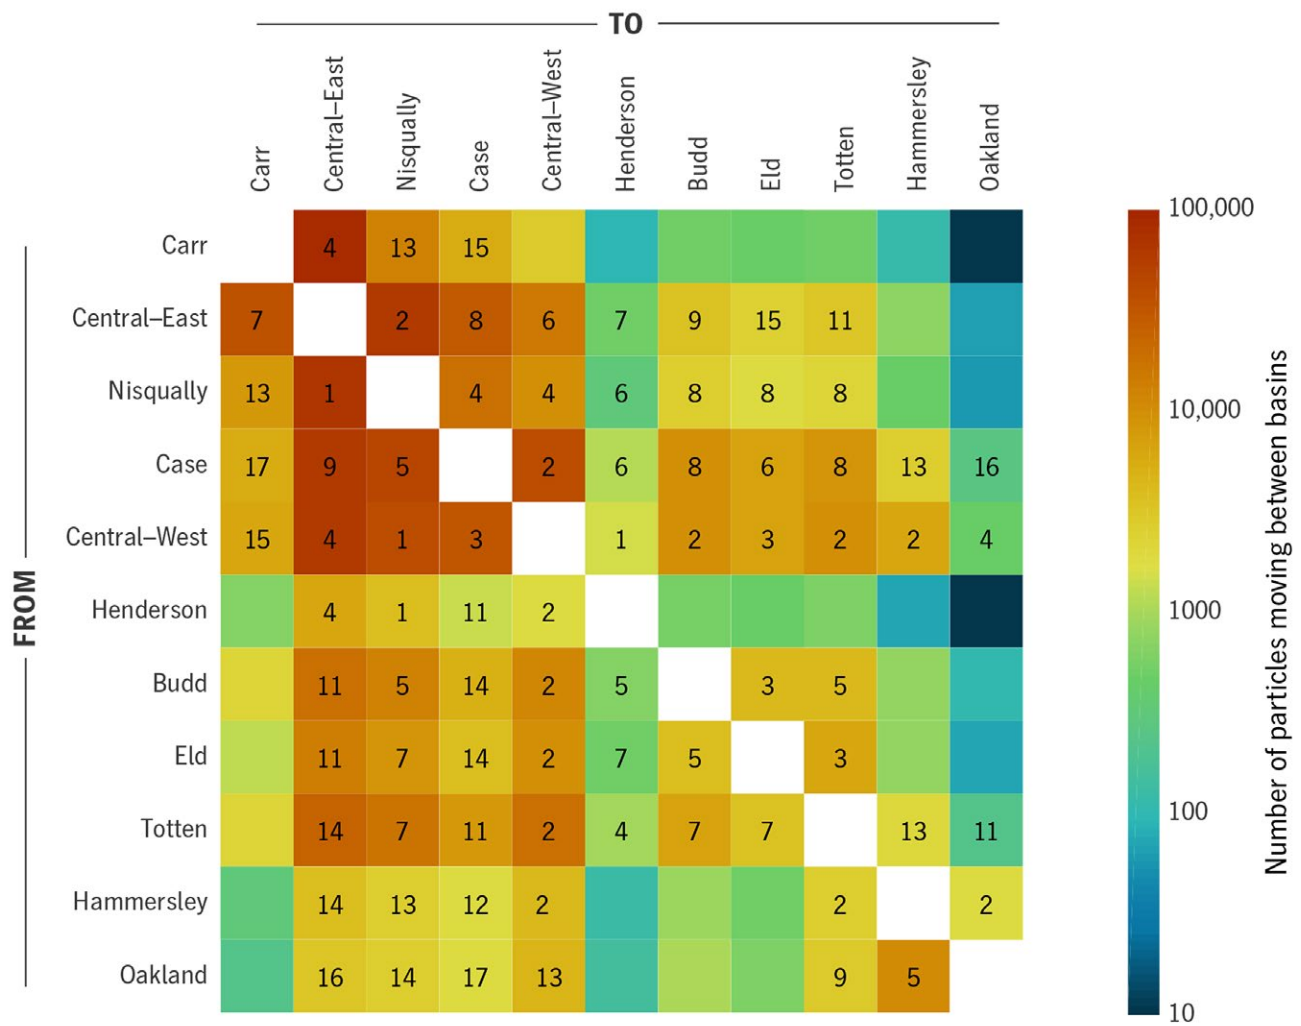 TO
Carr Central–East Nisqually Case Central–West Henderson Budd Eld Totten Hammersley Oakland
FROM
Carr 4 13 15
Central–East 7 2 8 6 7 9 15 11
Nisqually 13 1 4 4 6 8 8 8
Case 17 9 5 2 6 8 6 8 13 16
Central–West 15 4 1 3 1 2 3 2 2 4
Henderson 4 1 11 2
Budd 11 5 14 2 5 3 5
Eld 11 7 14 2 7 5 3
Totten 14 7 11 2 4 7 7 13 11
Hammersley 14 13 12 2 2 2
Oakland 16 14 17 13 9 5
100,000
10,000
1000
100
10
Number of particles moving between basins